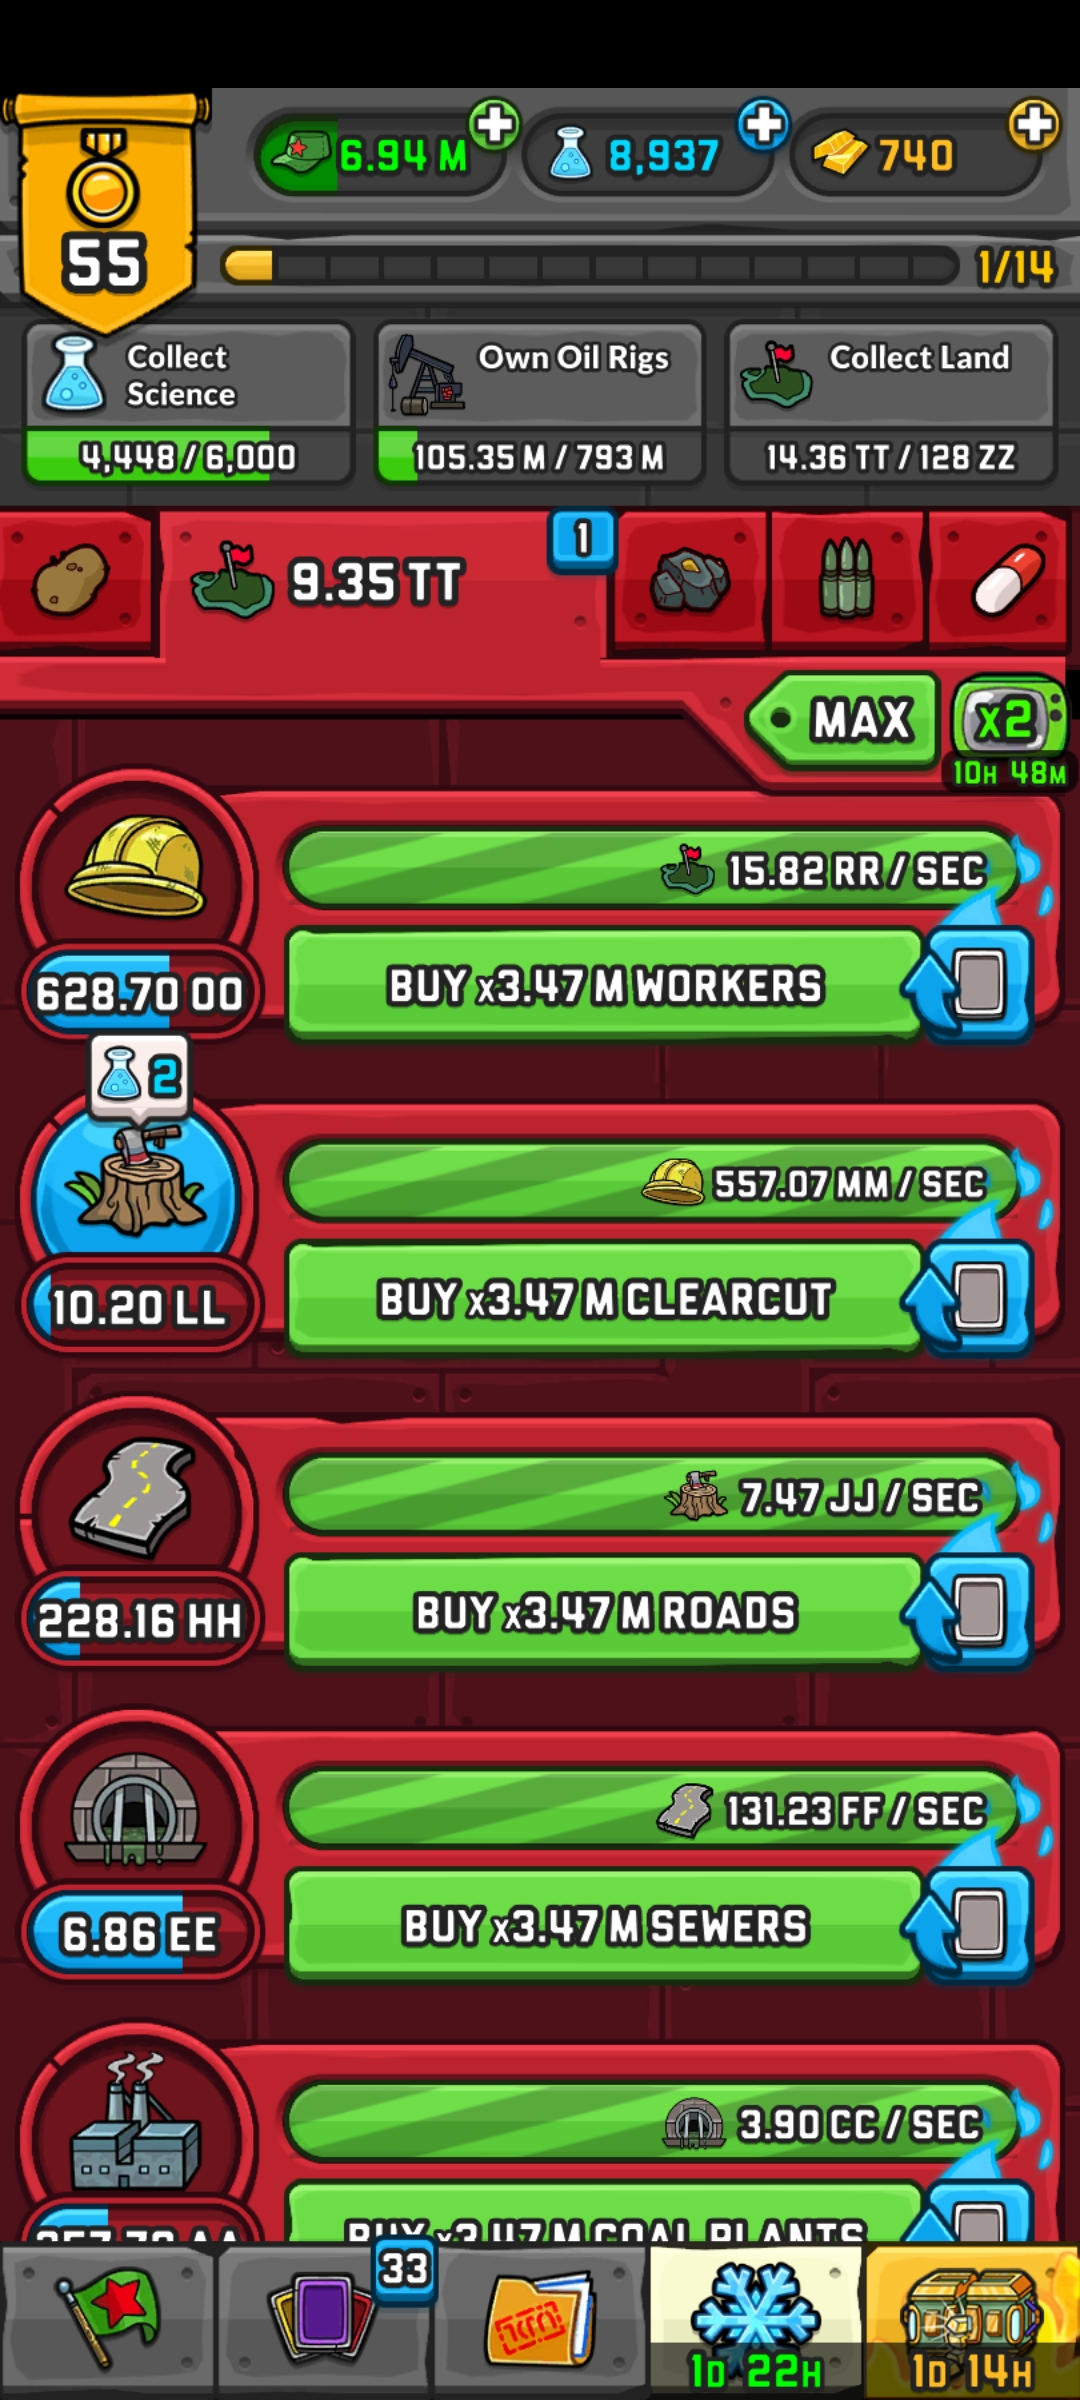 6.94 M
8,937
740
55
1/14
Collect
Science
4,448 / 6,000
Own Oil Rigs
105.35 M / 793 M
Collect Land
14.36 TT / 128 ZZ
9.35 TT
1
MAX
x2
10H 48M
15.82 RR / SEC
628.70 OO
BUY x3.47 M WORKERS
2
557.07 MM / SEC
10.20 LL
BUY x3.47 M CLEARCUT
7.47 JJ / SEC
228.16 HH
BUY x3.47 M ROADS
131.23 FF / SEC
6.86 EE
BUY x3.47 M SEWERS
3.90 CC / SEC
BUY x3.47 M COAL PLANTS
33
1D 22H
1D 14H